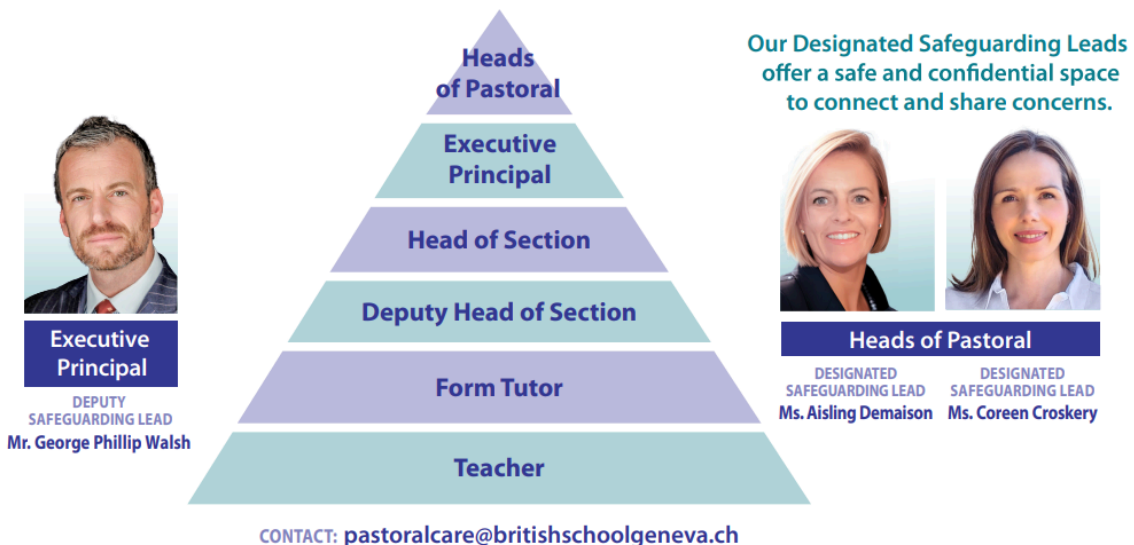 Heads
of Pastoral
Executive
Principal
Head of Section
Deputy Head of Section
Form Tutor
Teacher
CONTACT: pastoralcare@britishschoolgeneva.ch
Executive
Principal
DEPUTY
SAFEGUARDING LEAD
Mr. George Phillip Walsh
Our Designated Safeguarding Leads
offer a safe and confidential space
to connect and share concerns.
Heads of Pastoral
DESIGNATED
SAFEGUARDING LEAD
Ms. Aisling Demaison
DESIGNATED
SAFEGUARDING LEAD
Ms. Coreen Croskery